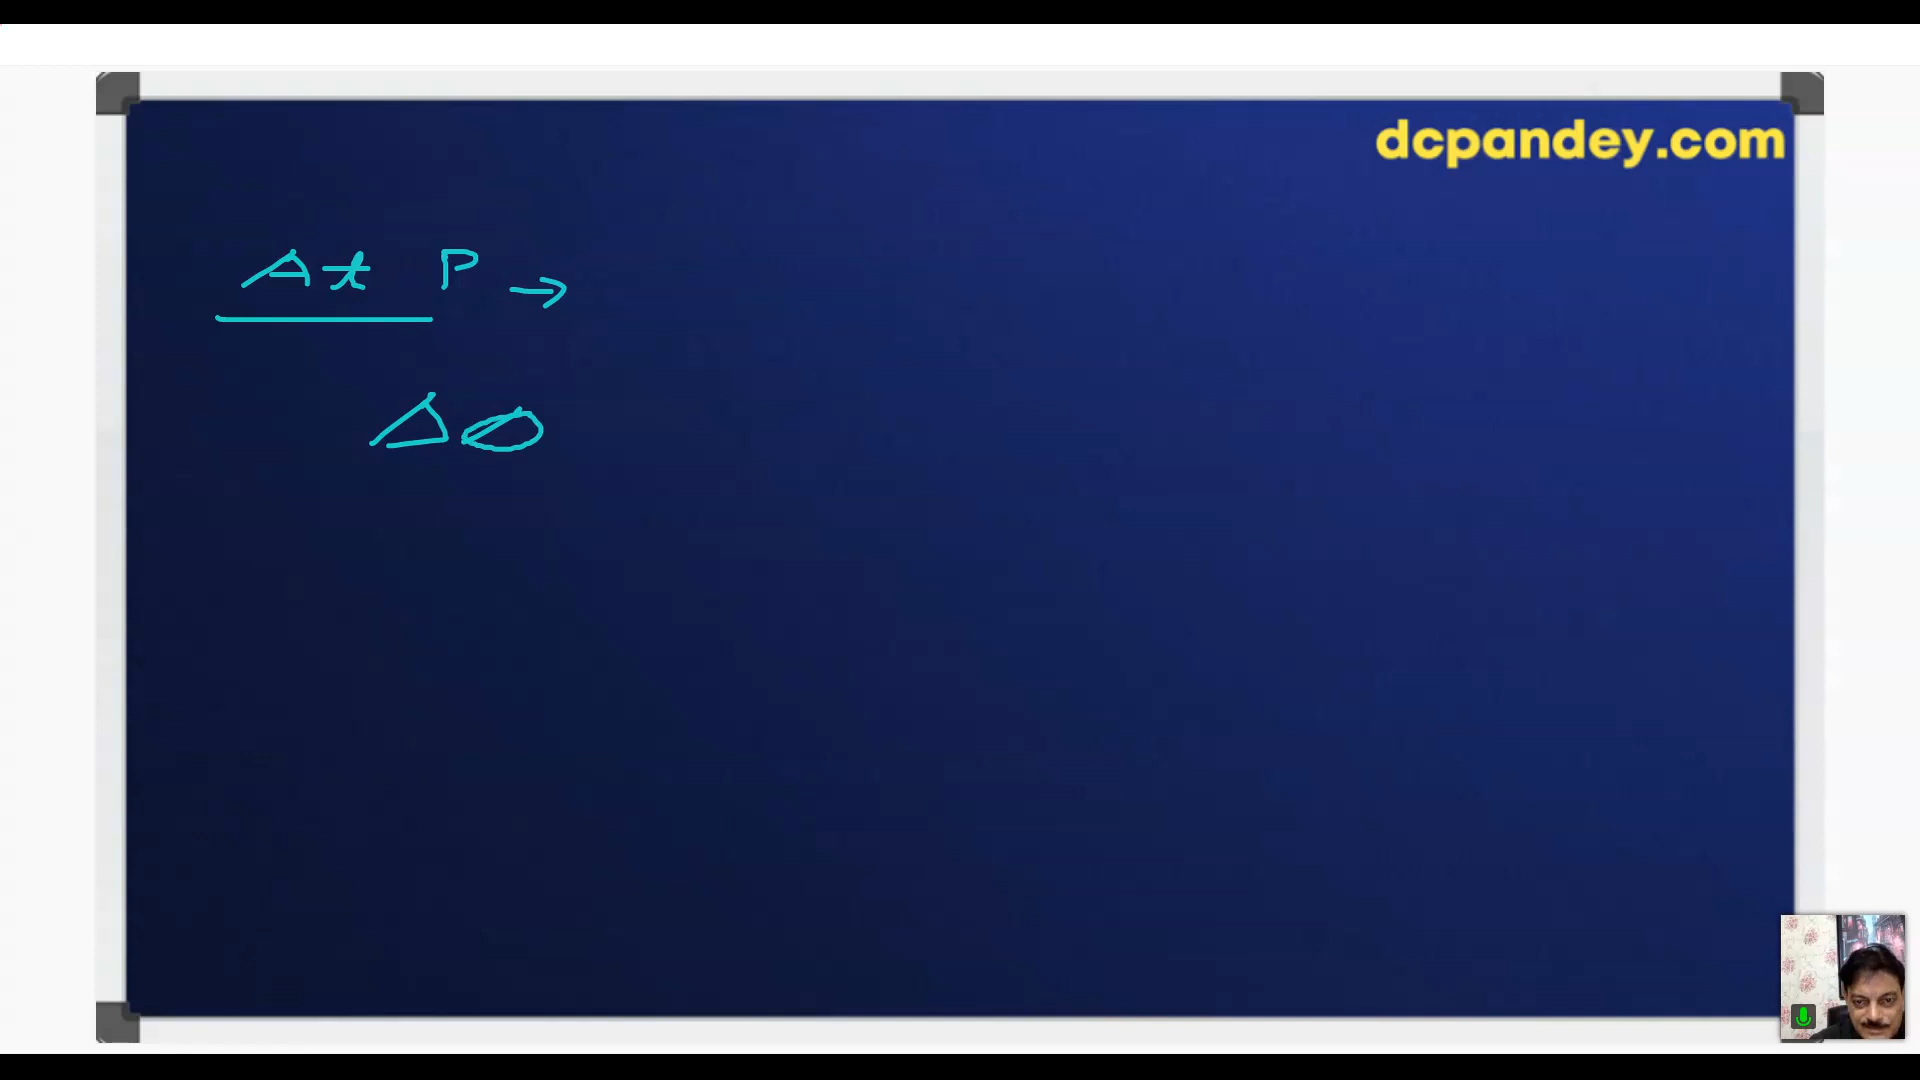 dcpandey.com
At P →
Δϕ